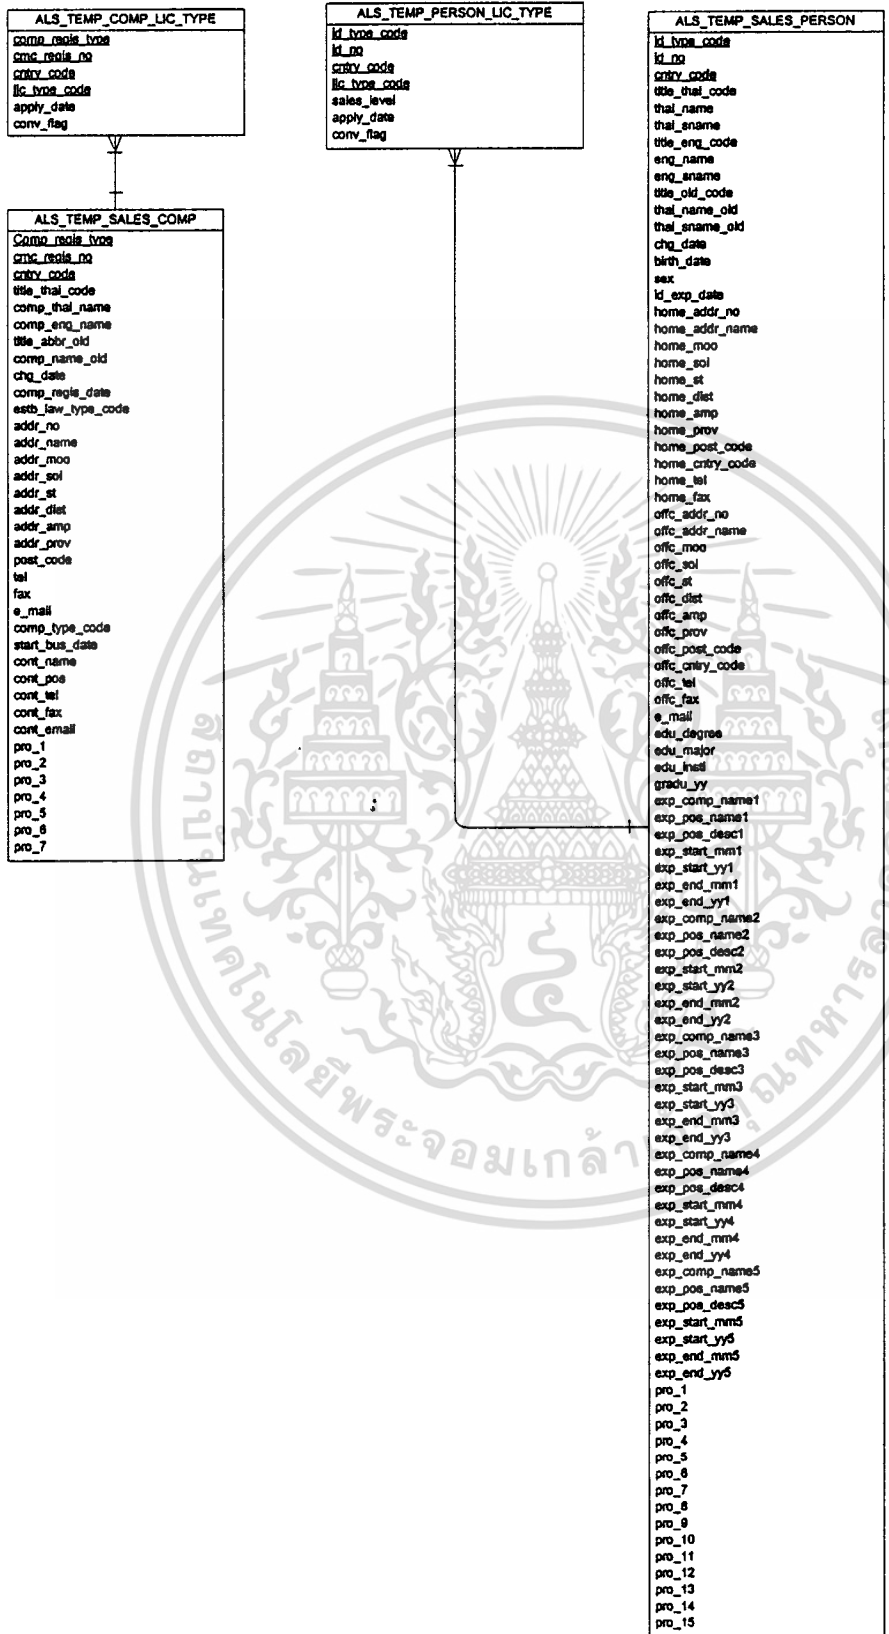 ALS_TEMP_COMP_LIC_TYPE
comp_regis_type
cmc_regis_no
cntry_code
lic_type_code
apply_date
conv_flag
ALS_TEMP_SALES_COMP
Comp_regis_type
cmc_regis_no
cntry_code
title_thai_code
comp_thai_name
comp_eng_name
title_abbr_old
comp_name_old
chg_date
comp_regis_date
estb_law_type_code
addr_no
addr_name
addr_moo
addr_soi
addr_st
addr_dist
addr_amp
addr_prov
post_code
tel
fax
e_mail
comp_type_code
start_bus_date
cont_name
cont_pos
cont_tel
cont_fax
cont_email
pro_1
pro_2
pro_3
pro_4
pro_5
pro_6
pro_7
ALS_TEMP_PERSON_LIC_TYPE
id_type_code
id_no
cntry_code
lic_type_code
sales_level
apply_date
conv_flag
ALS_TEMP_SALES_PERSON
id_type_code
id_no
cntry_code
title_thai_code
thai_name
thai_sname
title_eng_code
eng_name
eng_sname
title_old_code
thai_name_old
thai_sname_old
chg_date
birth_date
sex
id_exp_date
home_addr_no
home_addr_name
home_moo
home_soi
home_st
home_dist
home_amp
home_prov
home_post_code
home_cntry_code
home_tel
home_fax
offc_addr_no
offc_addr_name
offc_moo
offc_soi
offc_st
offc_dist
offc_amp
offc_prov
offc_post_code
offc_cntry_code
offc_tel
offc_fax
e_mail
edu_degree
edu_major
edu_insti
gradu_yy
exp_comp_name1
exp_pos_name1
exp_pos_desc1
exp_start_mm1
exp_start_yy1
exp_end_mm1
exp_end_yy1
exp_comp_name2
exp_pos_name2
exp_pos_desc2
exp_start_mm2
exp_start_yy2
exp_end_mm2
exp_end_yy2
exp_comp_name3
exp_pos_name3
exp_pos_desc3
exp_start_mm3
exp_start_yy3
exp_end_mm3
exp_end_yy3
exp_comp_name4
exp_pos_name4
exp_pos_desc4
exp_start_mm4
exp_start_yy4
exp_end_mm4
exp_end_yy4
exp_comp_name5
exp_pos_name5
exp_pos_desc5
exp_start_mm5
exp_start_yy5
exp_end_mm5
exp_end_yy5
pro_1
pro_2
pro_3
pro_4
pro_5
pro_6
pro_7
pro_8
pro_9
pro_10
pro_11
pro_12
pro_13
pro_14
pro_15